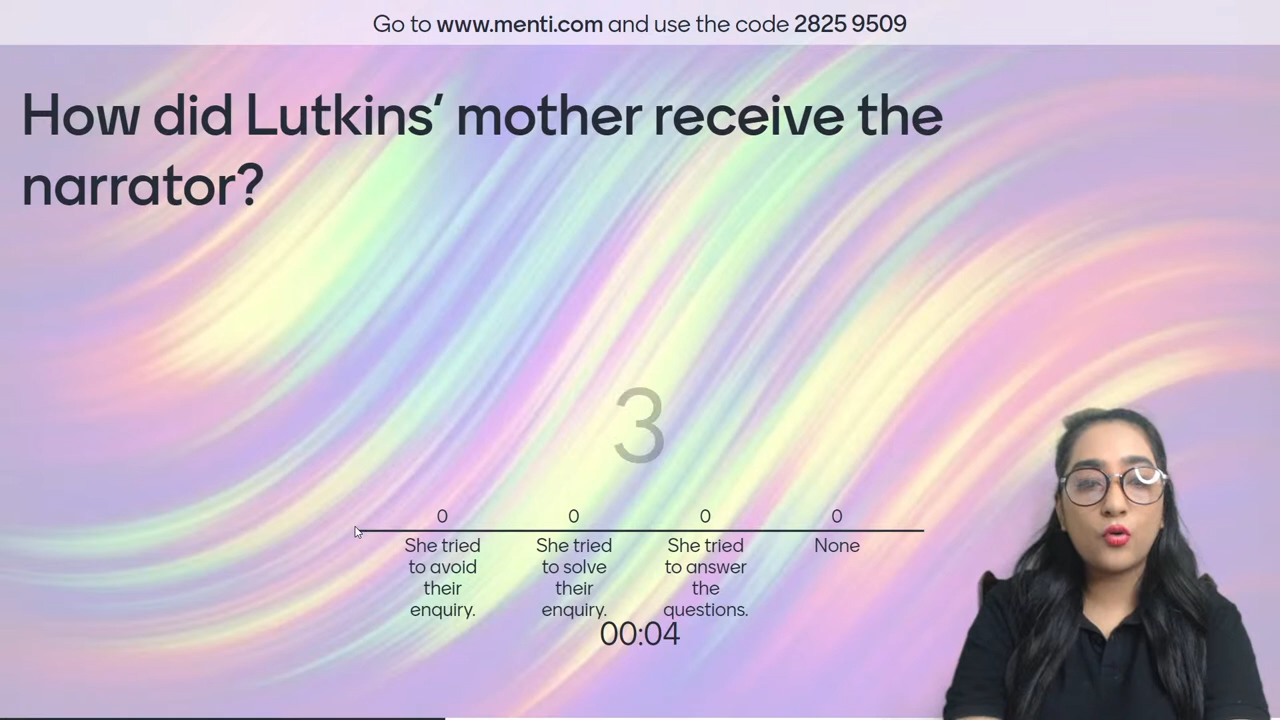 Go to www.menti.com and use the code 2825 9509
How did Lutkins’ mother receive the
narrator?
3
0
0
0
0
She tried
to avoid
their
enquiry.
She tried
to solve
their
enquiry.
She tried
to answer
the
questions.
None
00:04